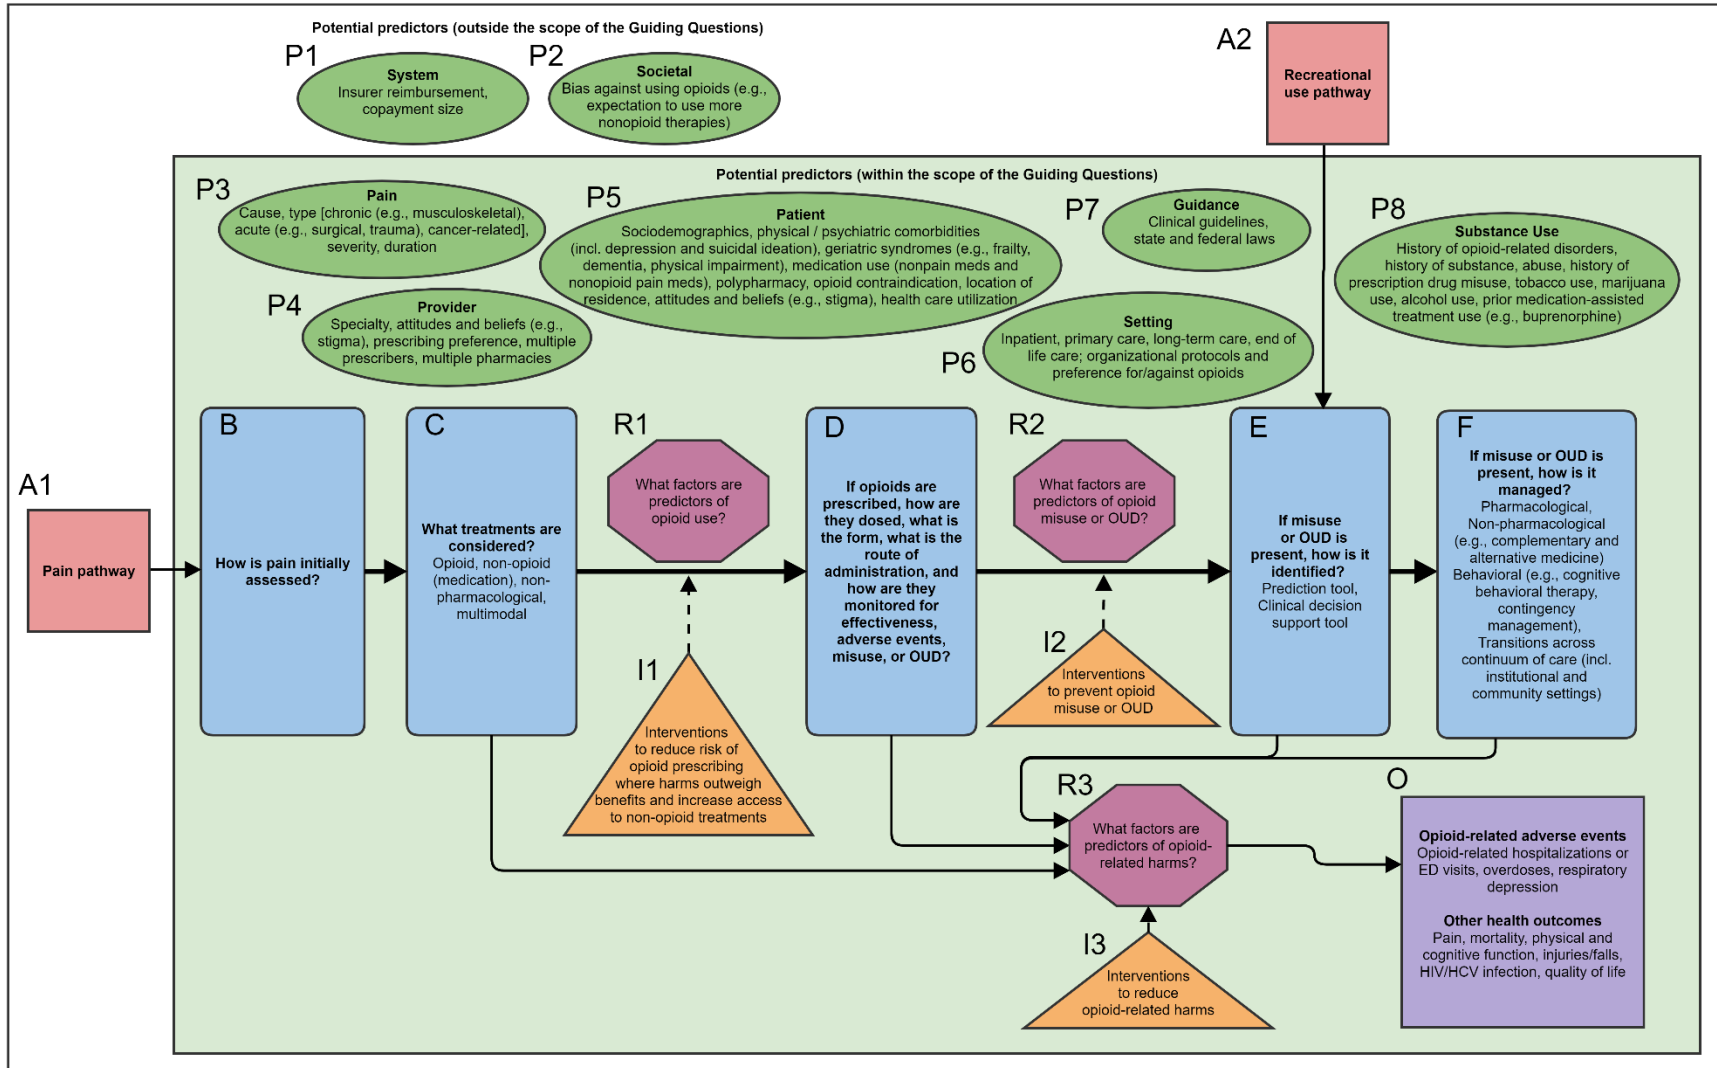 Potential predictors (outside the scope of the Guiding Questions)
P1
System
Insurer reimbursement,
copayment size
P2
Societal
Bias against using opioids (e.g.,
expectation to use more
nonopioid therapies)
A2
Recreational
use pathway
Potential predictors (within the scope of the Guiding Questions)
P3
Pain
Cause, type [chronic (e.g., musculoskeletal),
acute (e.g., surgical, trauma), cancer-related],
severity, duration
P4
Provider
Specialty, attitudes and beliefs (e.g.,
stigma), prescribing preference, multiple
prescribers, multiple pharmacies
P5
Patient
Sociodemographics, physical / psychiatric comorbidities
(incl. depression and suicidal ideation), geriatric syndromes (e.g., frailty,
dementia, physical impairment), medication use (nonpain meds and
nonopioid pain meds), polypharmacy, opioid contraindication, location of
residence, attitudes and beliefs (e.g., stigma), health care utilization
P7
Guidance
Clinical guidelines,
state and federal laws
P6
Setting
Inpatient, primary care, long-term care, end of
life care; organizational protocols and
preference for/against opioids
P8
Substance Use
History of opioid-related disorders,
history of substance, abuse, history of
prescription drug misuse, tobacco use, marijuana
use, alcohol use, prior medication-assisted
treatment use (e.g., buprenorphine)
A1
Pain pathway
B
How is pain initially
assessed?
C
What treatments are
considered?
Opioid, non-opioid
(medication), non-
pharmacological,
multimodal
R1
What factors are
predictors of
opioid use?
I1
Interventions
to reduce risk of
opioid prescribing
where harms outweigh
benefits and increase access
to non-opioid treatments
D
If opioids are
prescribed, how are
they dosed, what is
the form, what is the
route of
administration, and
how are they
monitored for
effectiveness,
adverse events,
misuse, or OUD?
R2
What factors are
predictors of opioid
misuse or OUD?
I2
Interventions
to prevent opioid
misuse or OUD
E
If misuse
or OUD is
present, how is it
identified?
Prediction tool,
Clinical decision
support tool
F
If misuse or OUD is
present, how is it
managed?
Pharmacological,
Non-pharmacological
(e.g., complementary and
alternative medicine)
Behavioral (e.g., cognitive
behavioral therapy,
contingency
management),
Transitions across
continuum of care (incl.
institutional and
community settings)
R3
What factors are
predictors of opioid-
related harms?
I3
Interventions
to reduce
opioid-related harms
O
Opioid-related adverse events
Opioid-related hospitalizations or
ED visits, overdoses, respiratory
depression
Other health outcomes
Pain, mortality, physical and
cognitive function, injuries/falls,
HIV/HCV infection, quality of life